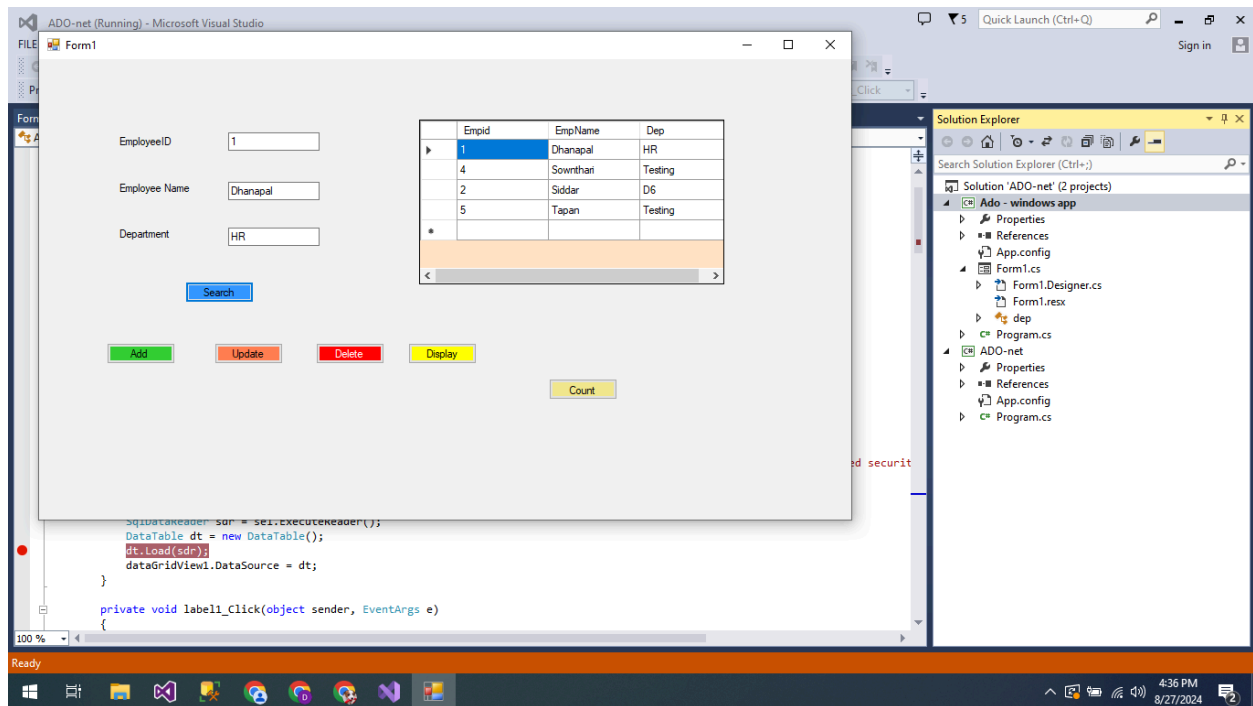 ADO-net (Running) - Microsoft Visual Studio
5
Quick Launch (Ctrl+Q)
FILE
Form1
Sign in
_Click
Solution Explorer
Search Solution Explorer (Ctrl+;)
Solution 'ADO-net' (2 projects)
Ado - windows app
Properties
References
App.config
Form1.cs
Form1.Designer.cs
Form1.resx
dep
Program.cs
ADO-net
Properties
References
App.config
Program.cs
EmployeeID
1
Employee Name
Dhanapal
Department
HR
Search
Add
Update
Delete
Display
Count
Empid EmpName Dep
1 Dhanapal HR
4 Sownthari Testing
2 Siddar D6
5 Tapan Testing
ed securit
SqlDataReader sdr = sel.ExecuteReader();
DataTable dt = new DataTable();
dt.Load(sdr);
dataGridView1.DataSource = dt;
}
private void label1_Click(object sender, EventArgs e)
{
100 %
Ready
4:36 PM
8/27/2024
2